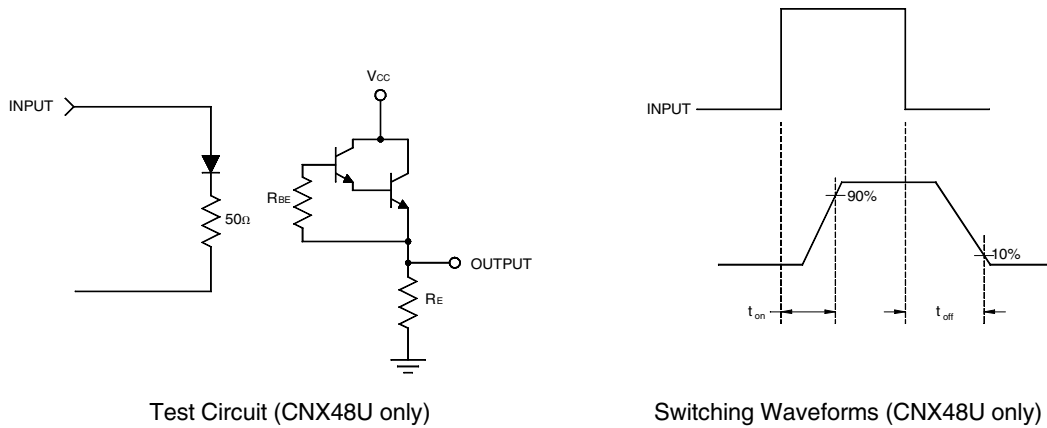 INPUT
50Ω
Vcc
RBE
OUTPUT
RE
Test Circuit (CNX48U only)
INPUT
90%
10%
ton
toff
Switching Waveforms (CNX48U only)